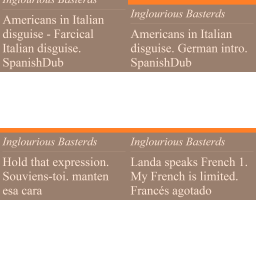 Inglourious Basterds
Americans in Italian
disguise - Farcical
Italian disguise.
SpanishDub
Inglourious Basterds
Americans in Italian
disguise. German intro.
SpanishDub
Inglourious Basterds
Hold that expression.
Souviens-toi. manten
esa cara
Inglourious Basterds
Landa speaks French 1.
My French is limited.
Francés agotado